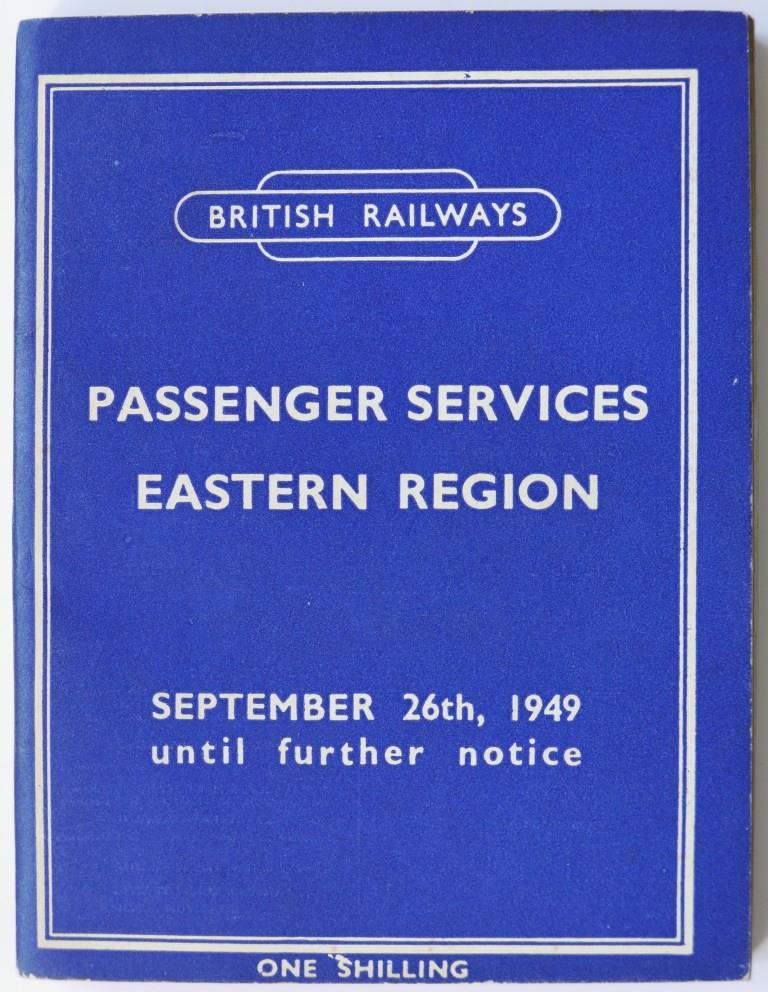 BRITISH RAILWAYS
PASSENGER SERVICES
EASTERN REGION
SEPTEMBER 26th, 1949
until further notice
ONE SHILLING